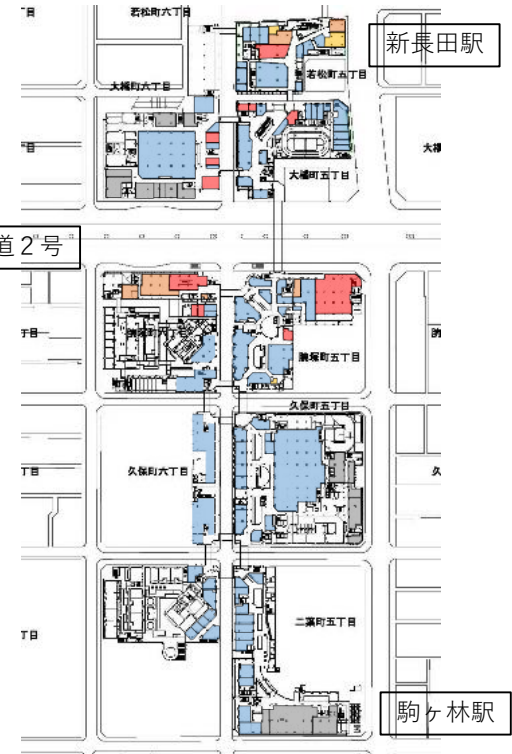 若松町六丁目
新長田駅
若松町五丁目
大橋町六丁目
大橋町五丁目
道２号
腕塚町五丁目
久保町五丁目
久保町六丁目
二葉町五丁目
駒ヶ林駅